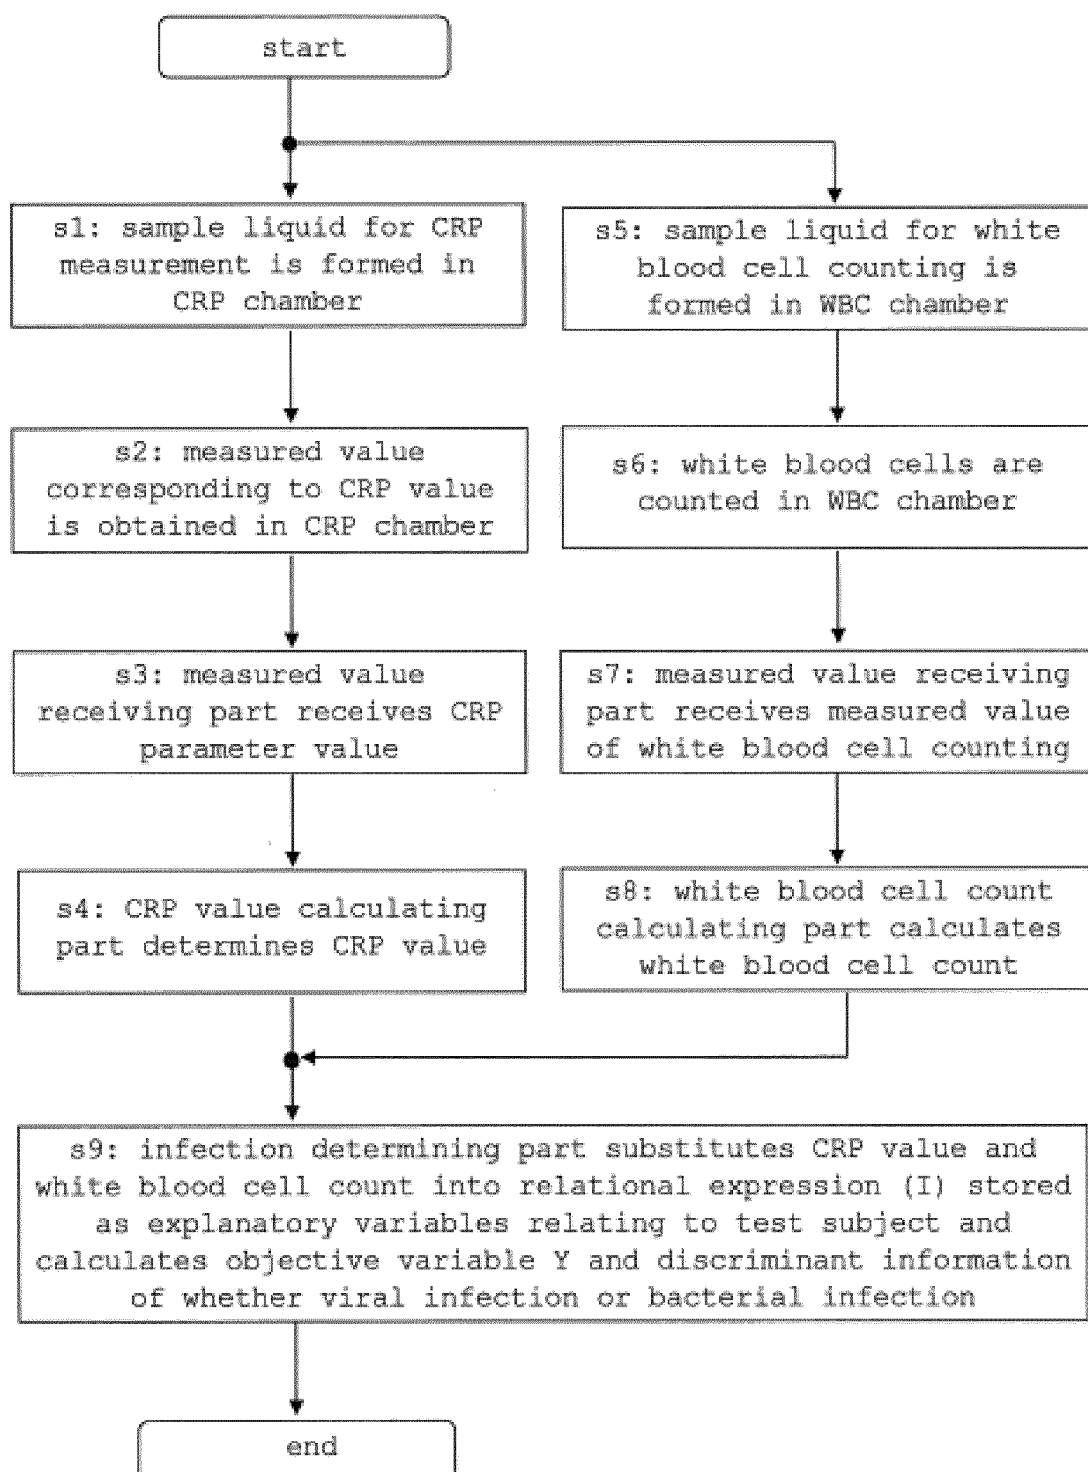 start
s1: sample liquid for CRP
measurement is formed in
CRP chamber
s2: measured value
corresponding to CRP value
is obtained in CRP chamber
s3: measured value
receiving part receives CRP
parameter value
s4: CRP value calculating
part determines CRP value
s5: sample liquid for white
blood cell counting is
formed in WBC chamber
s6: white blood cells are
counted in WBC chamber
s7: measured value receiving
part receives measured value
of white blood cell counting
s8: white blood cell count
calculating part calculates
white blood cell count
s9: infection determining part substitutes CRP value and
white blood cell count into relational expression (I) stored
as explanatory variables relating to test subject and
calculates objective variable Y and discriminant information
of whether viral infection or bacterial infection
end